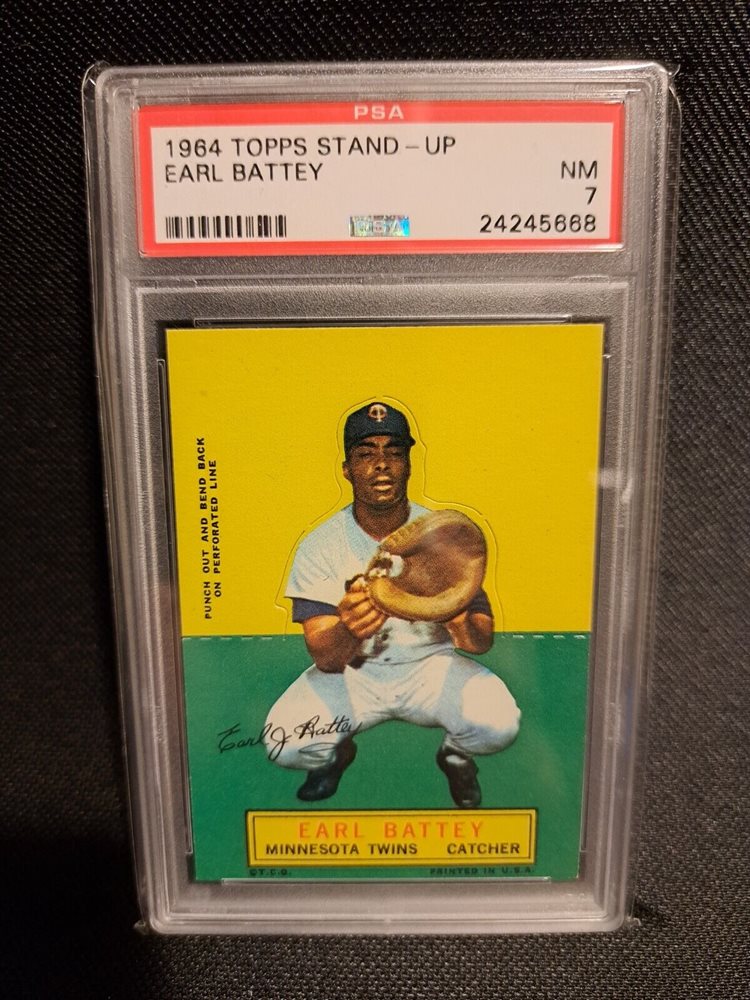 PSA
1964 TOPPS STAND-UP
EARL BATTEY
NM
7
24245668
PSA
PUNCH OUT AND BEND BACK
ON PERFORATED LINE
Earl J. Battey
EARL BATTEY
MINNESOTA TWINS CATCHER
©T.C.G. PRINTED IN U.S.A.